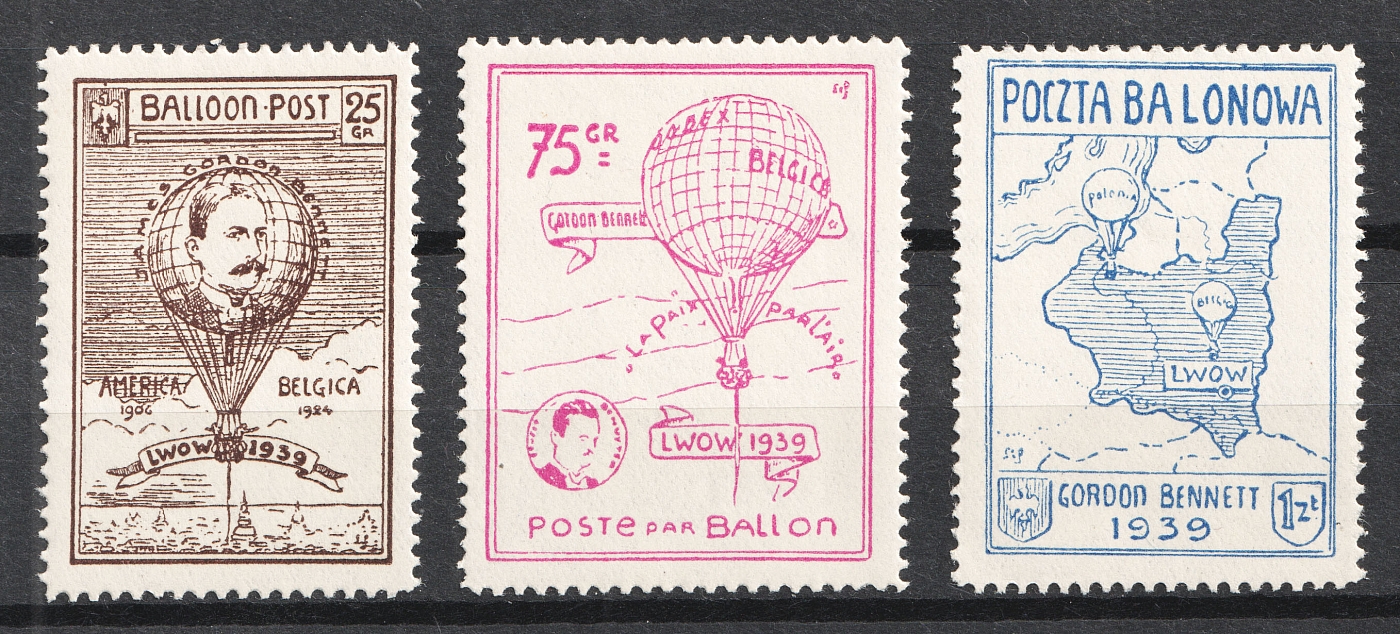 BALLOON·POST
25
GR
JAMES GORDON BENNETT
AMERICA
1906
BELGICA
1924
LWOW 1939
75 GR
BELGICA
GORDON BENNETT
"LA PAIX PAR L'AIR"
LWOW 1939
POSTE PAR BALLON
POCZTA BALONOWA
Polonia
Belgica
LWOW
GORDON BENNETT
1939
1 zł